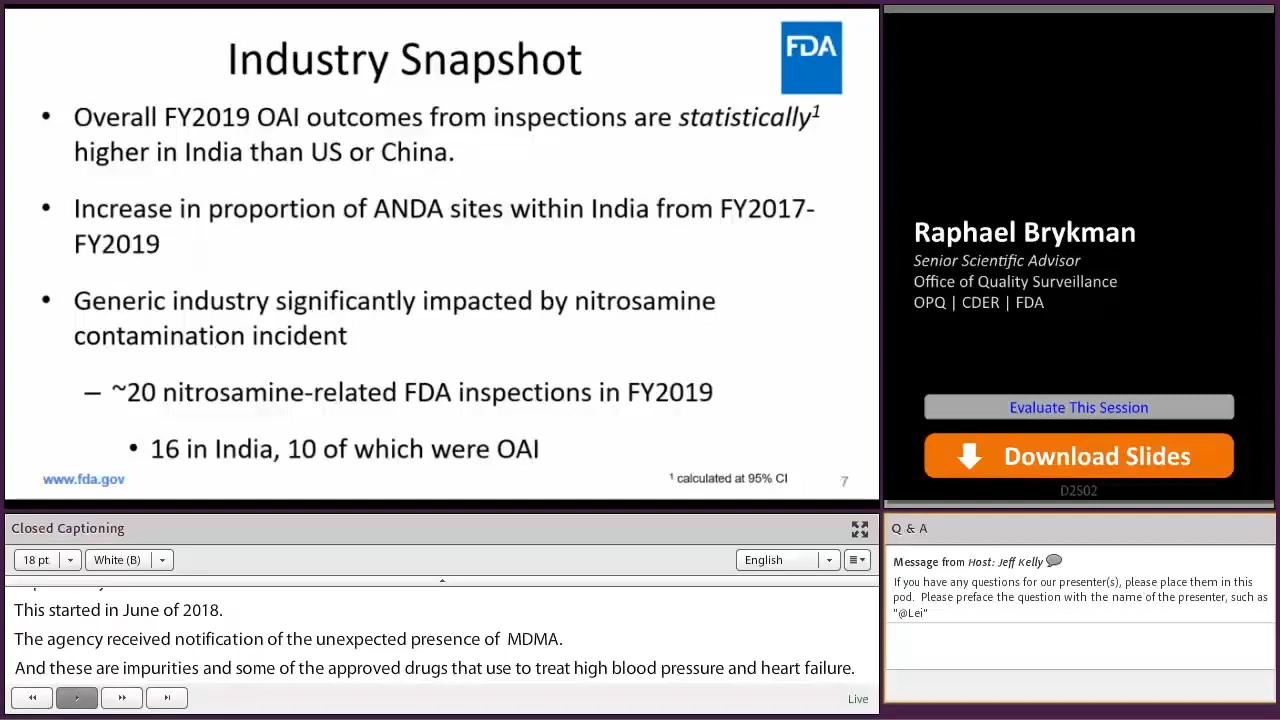 Industry Snapshot
FDA
• Overall FY2019 OAI outcomes from inspections are statistically1
higher in India than US or China.
• Increase in proportion of ANDA sites within India from FY2017-
FY2019
• Generic industry significantly impacted by nitrosamine
contamination incident
– ~20 nitrosamine-related FDA inspections in FY2019
• 16 in India, 10 of which were OAI
www.fda.gov
1 calculated at 95% CI
7
Raphael Brykman
Senior Scientific Advisor
Office of Quality Surveillance
OPQ | CDER | FDA
Evaluate This Session
Download Slides
D2S02
Closed Captioning
18 pt
White (B)
English
This started in June of 2018.
The agency received notification of the unexpected presence of MDMA.
And these are impurities and some of the approved drugs that use to treat high blood pressure and heart failure.
Live
Q & A
Message from Host: Jeff Kelly
If you have any questions for our presenter(s), please place them in this
pod. Please preface the question with the name of the presenter, such as
"@Lei"